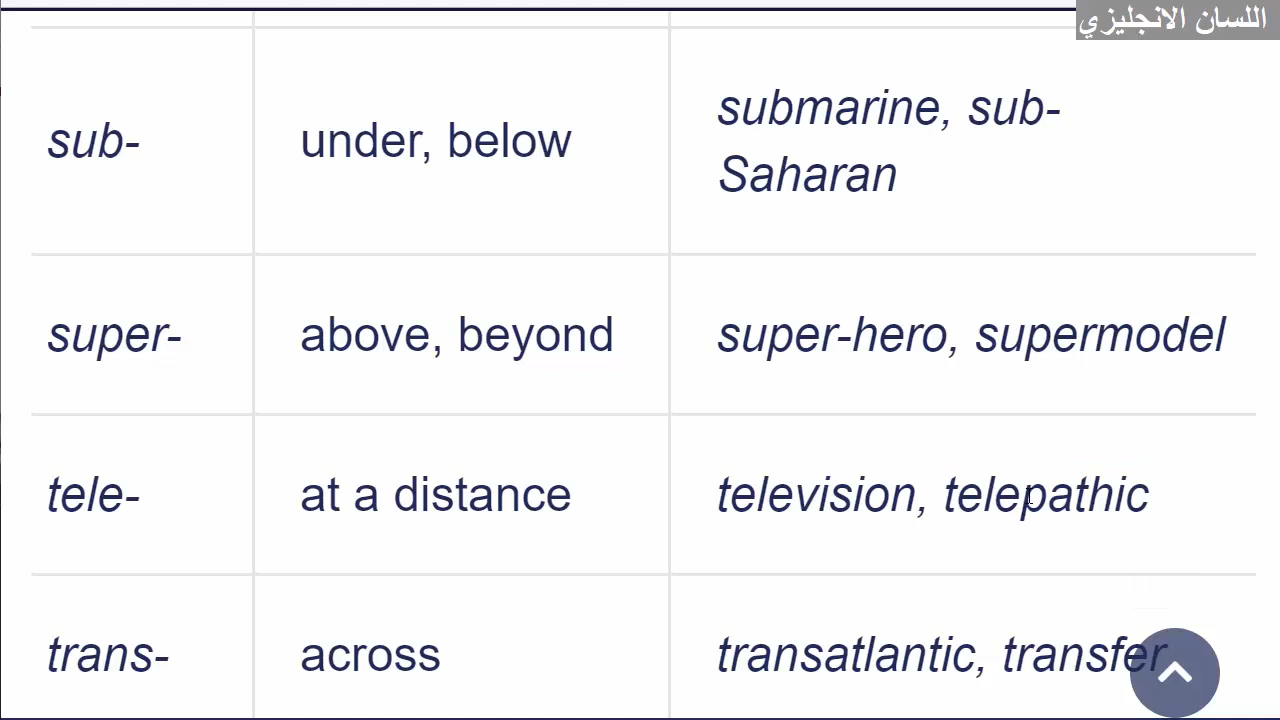 اللسان الانجليزي
sub- under, below submarine, sub-
Saharan
super- above, beyond super-hero, supermodel
tele- at a distance television, telepathic
trans- across transatlantic, transfer